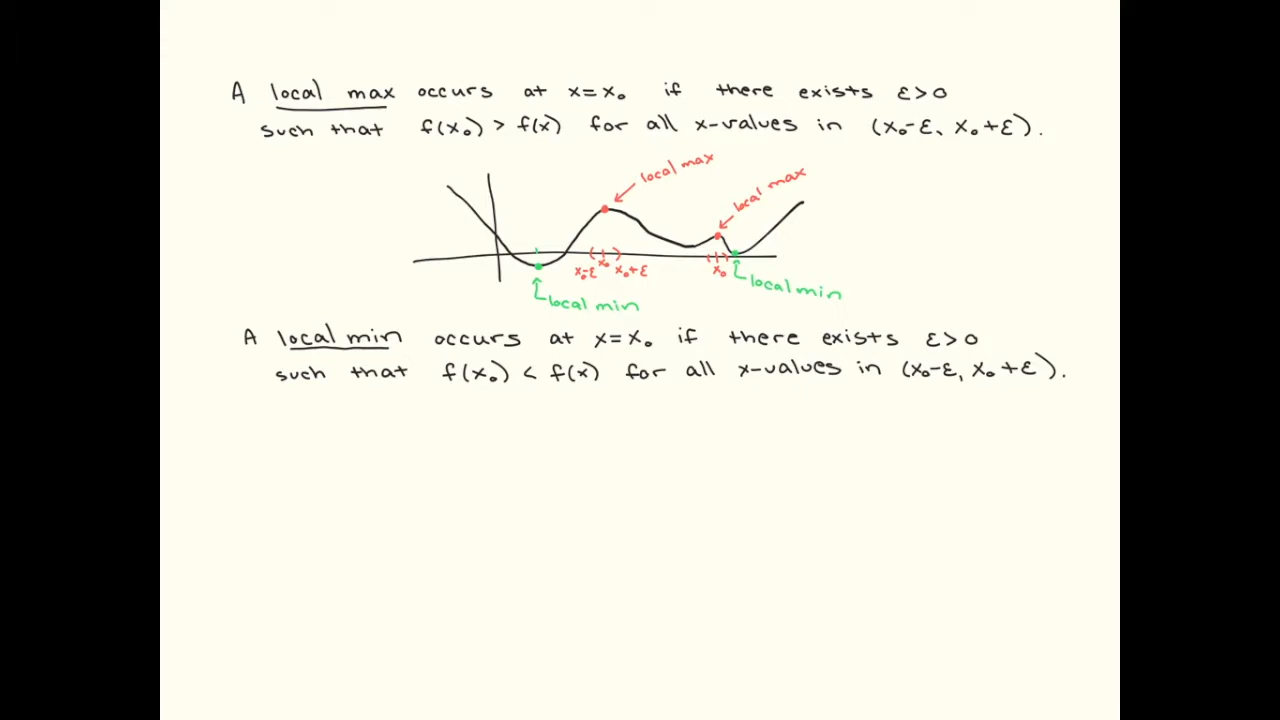 A local max occurs at x=x₀ if there exists ε>0
such that f(x₀) > f(x) for all x-values in (x₀-ε, x₀+ε).
local max
local max
x₀-ε x₀ x₀+ε
x₀
local min
local min
A local min occurs at x=x₀ if there exists ε>0
such that f(x₀) < f(x) for all x-values in (x₀-ε, x₀+ε).